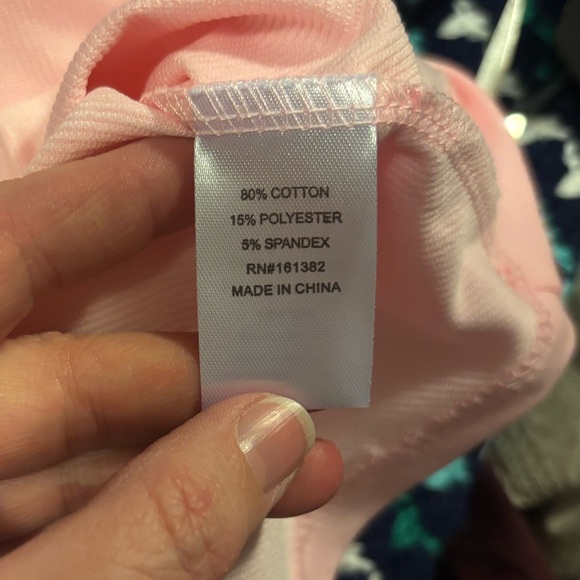 80% COTTON
15% POLYESTER
5% SPANDEX
RN#161382
MADE IN CHINA